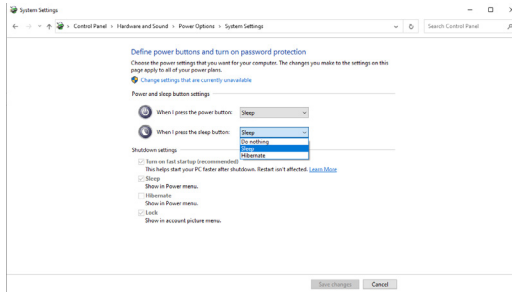 System Settings
Control Panel > Hardware and Sound > Power Options > System Settings
Search Control Panel
Define power buttons and turn on password protection
Choose the power settings that you want for your computer. The changes you make to the settings on this
page apply to all of your power plans.
Change settings that are currently unavailable
Power and sleep button settings
When I press the power button: Sleep
When I press the sleep button: Sleep
Do nothing
Sleep
Hibernate
Shutdown settings
Turn on fast startup (recommended)
This helps start your PC faster after shutdown. Restart isn't affected. Learn More
Sleep
Show in Power menu.
Hibernate
Show in Power menu.
Lock
Show in account picture menu.
Save changes Cancel